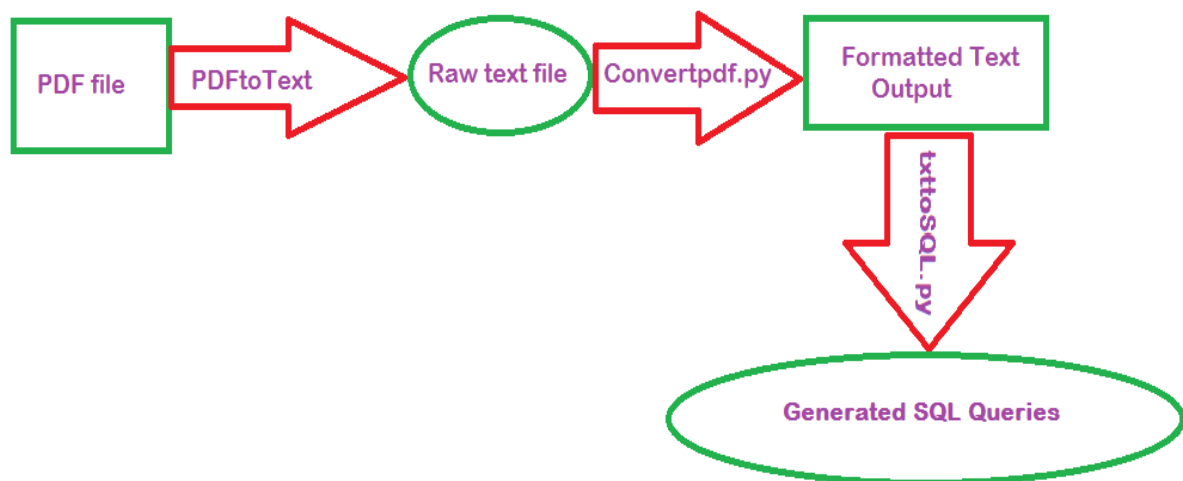 PDF file
PDFtoText
Raw text file
Convertpdf.py
Formatted Text
Output
txttoSQL.py
Generated SQL Queries